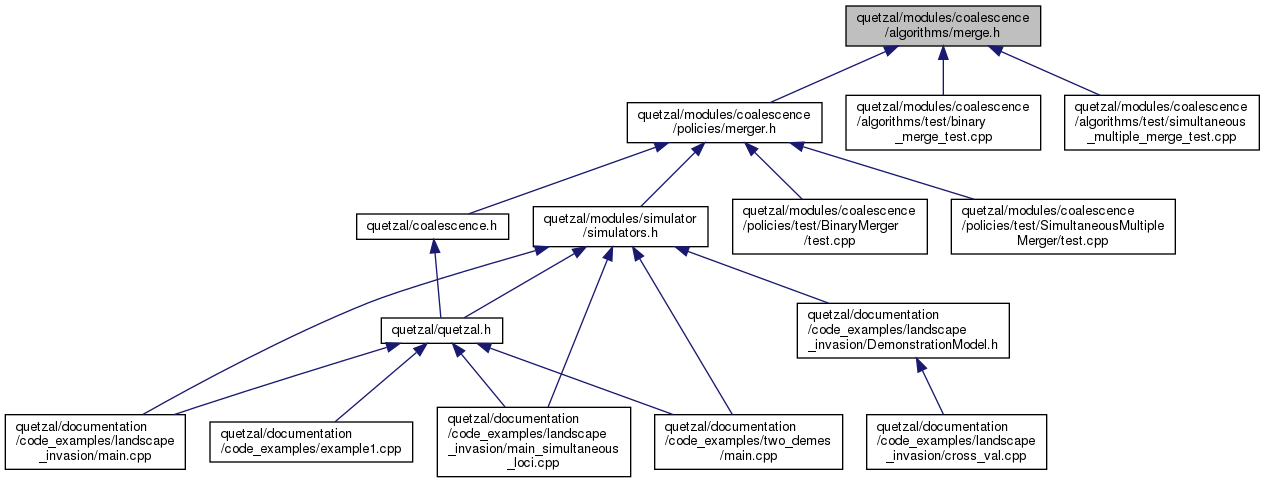 quetzal/modules/coalescence
/algorithms/merge.h
quetzal/modules/coalescence
/policies/merger.h
quetzal/modules/coalescence
/algorithms/test/binary
_merge_test.cpp
quetzal/modules/coalescence
/algorithms/test/simultaneous
_multiple_merge_test.cpp
quetzal/coalescence.h
quetzal/modules/simulator
/simulators.h
quetzal/modules/coalescence
/policies/test/BinaryMerger
/test.cpp
quetzal/modules/coalescence
/policies/test/SimultaneousMultiple
Merger/test.cpp
quetzal/quetzal.h
quetzal/documentation
/code_examples/landscape
_invasion/DemonstrationModel.h
quetzal/documentation
/code_examples/landscape
_invasion/main.cpp
quetzal/documentation
/code_examples/example1.cpp
quetzal/documentation
/code_examples/landscape
_invasion/main_simultaneous
_loci.cpp
quetzal/documentation
/code_examples/two_demes
/main.cpp
quetzal/documentation
/code_examples/landscape
_invasion/cross_val.cpp